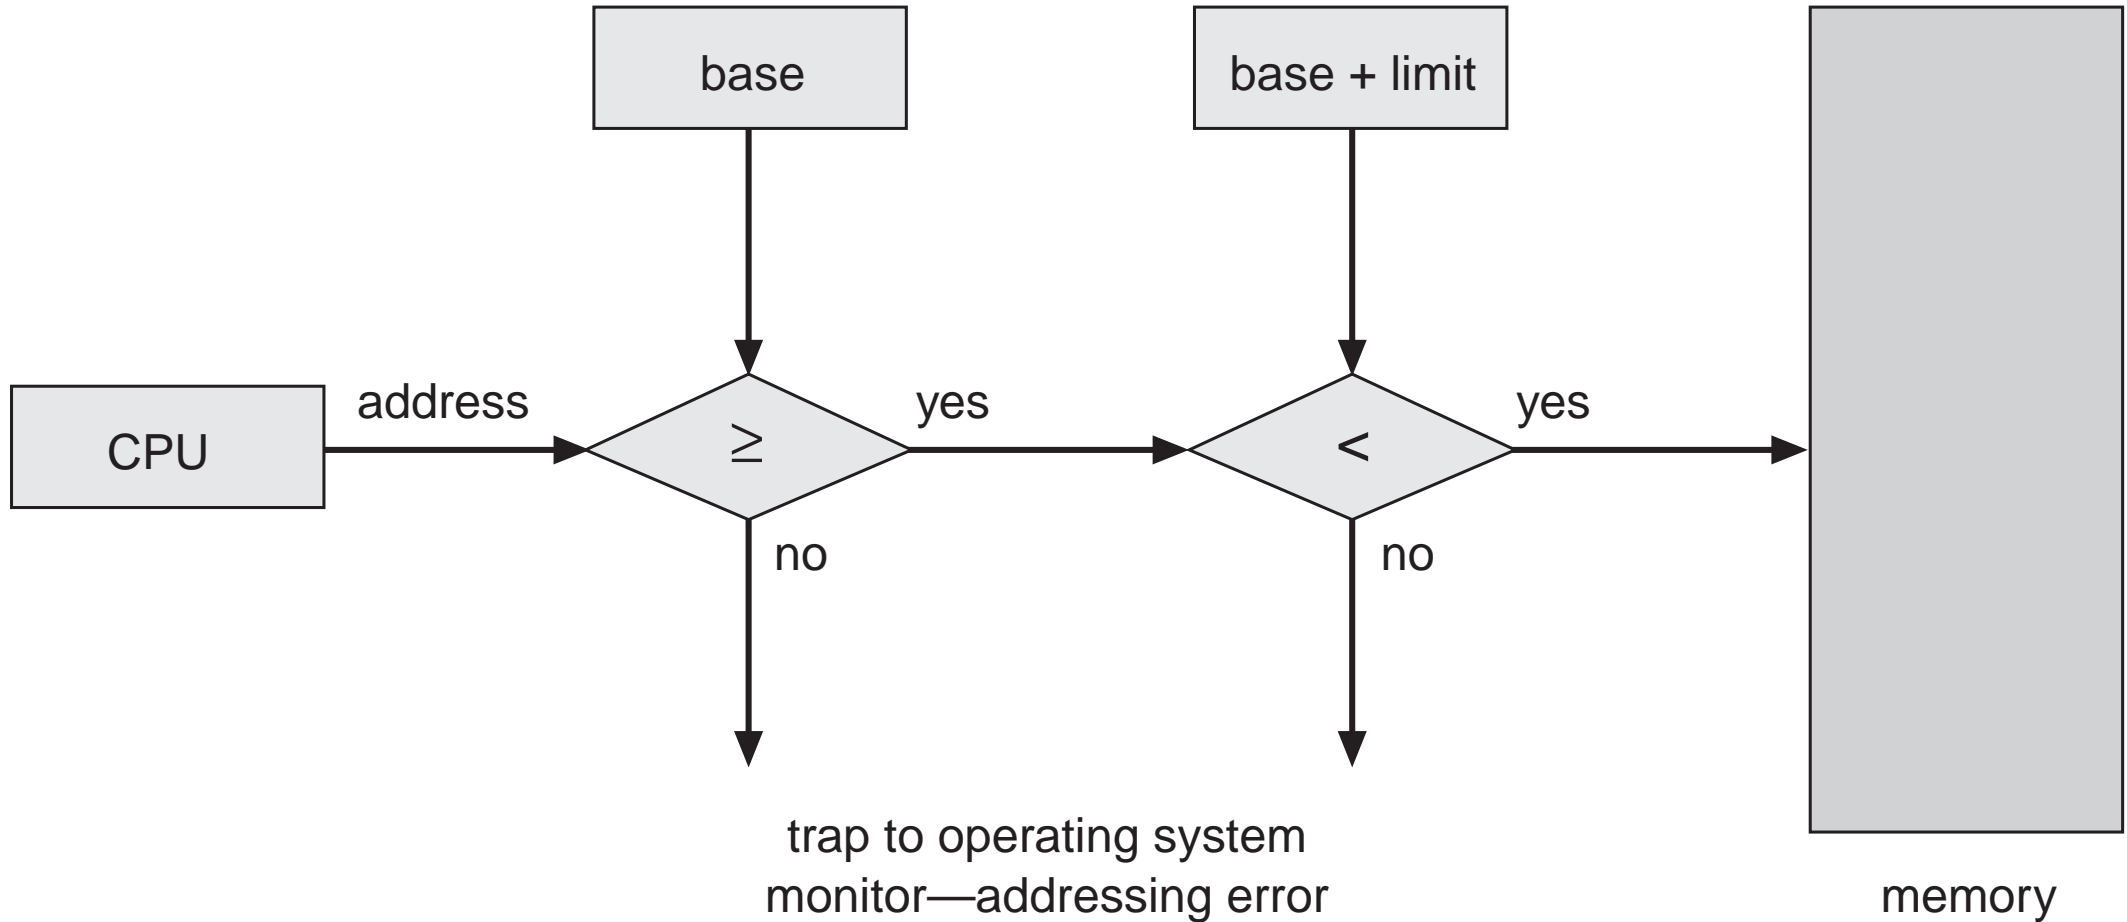 base
base + limit
address
yes
yes
CPU
≥
<
no
no
trap to operating system
monitor—addressing error
memory